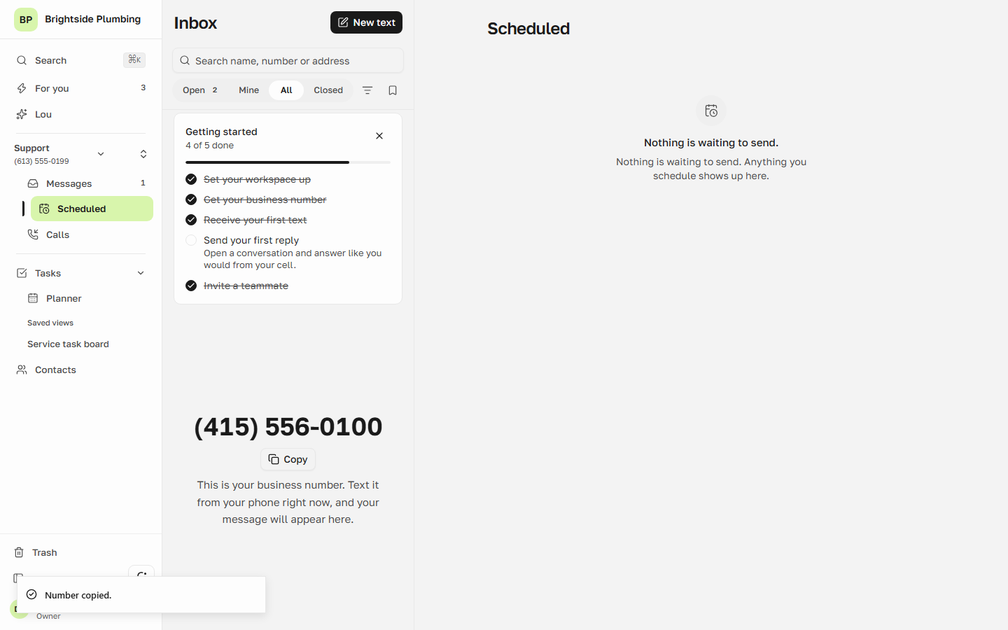 BP Brightside Plumbing
Search ⌘K
For you 3
Lou
Support
(613) 555-0199
Messages 1
Scheduled
Calls
Tasks
Planner
Saved views
Service task board
Contacts
Trash
Number copied.
Owner
Inbox
New text
Search name, number or address
Open 2 Mine All Closed
Getting started
4 of 5 done
Set your workspace up
Get your business number
Receive your first text
Send your first reply
Open a conversation and answer like you
would from your cell.
Invite a teammate
(415) 556-0100
Copy
This is your business number. Text it
from your phone right now, and your
message will appear here.
Scheduled
Nothing is waiting to send.
Nothing is waiting to send. Anything you
schedule shows up here.